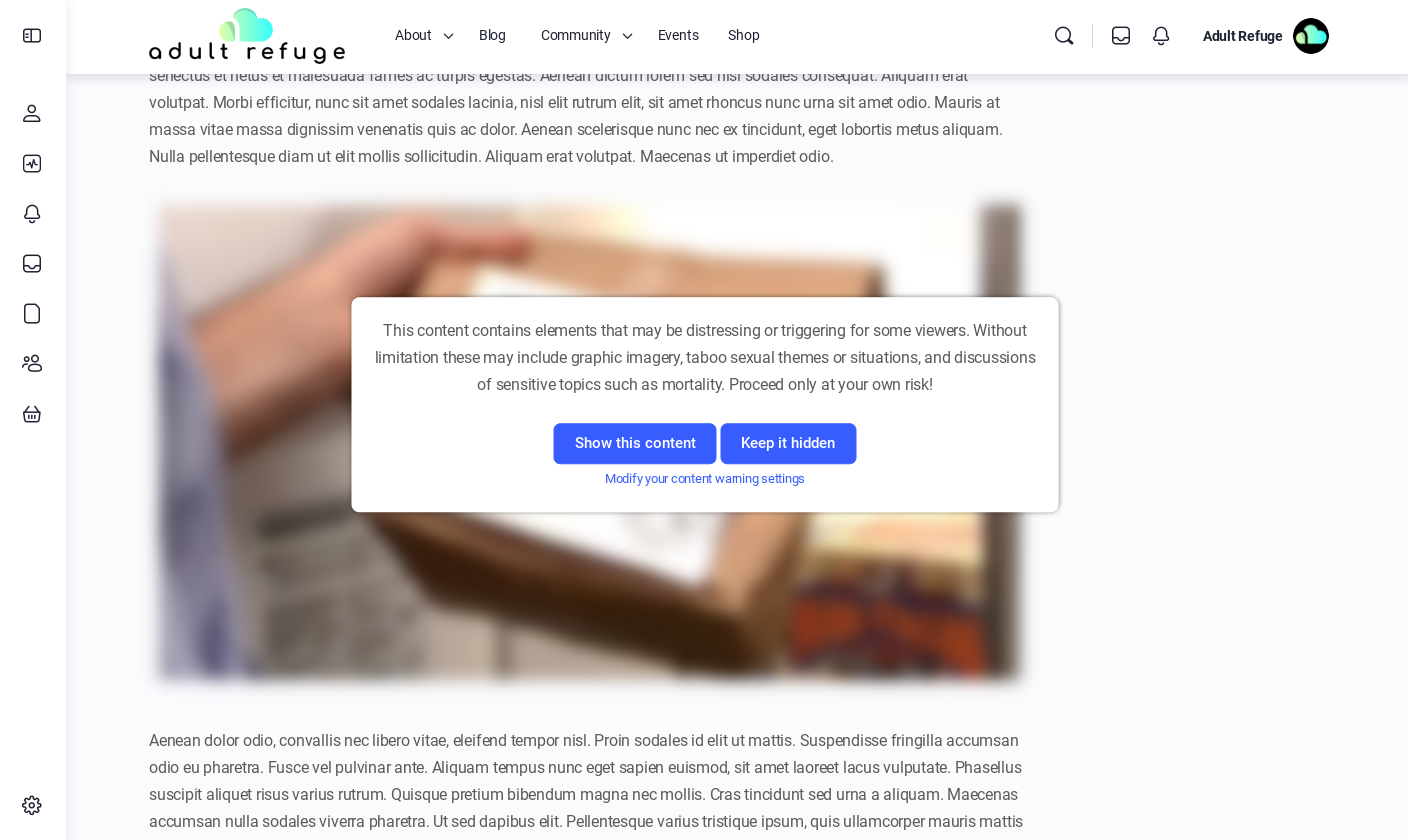 adult refuge
About
Blog
Community
Events
Shop
Adult Refuge
senectus et netus et malesuada fames ac turpis egestas. Aenean dictum lorem sed nisi sodales consequat. Aliquam erat
volutpat. Morbi efficitur, nunc sit amet sodales lacinia, nisl elit rutrum elit, sit amet rhoncus nunc urna sit amet odio. Mauris at
massa vitae massa dignissim venenatis quis ac dolor. Aenean scelerisque nunc nec ex tincidunt, eget lobortis metus aliquam.
Nulla pellentesque diam ut elit mollis sollicitudin. Aliquam erat volutpat. Maecenas ut imperdiet odio.
This content contains elements that may be distressing or triggering for some viewers. Without
limitation these may include graphic imagery, taboo sexual themes or situations, and discussions
of sensitive topics such as mortality. Proceed only at your own risk!
Show this content
Keep it hidden
Modify your content warning settings
Aenean dolor odio, convallis nec libero vitae, eleifend tempor nisl. Proin sodales id elit ut mattis. Suspendisse fringilla accumsan
odio eu pharetra. Fusce vel pulvinar ante. Aliquam tempus nunc eget sapien euismod, sit amet laoreet lacus vulputate. Phasellus
suscipit aliquet risus varius rutrum. Quisque pretium bibendum magna nec mollis. Cras tincidunt sed urna a aliquam. Maecenas
accumsan nulla sodales viverra pharetra. Ut sed dapibus elit. Pellentesque varius tristique ipsum, quis ullamcorper mauris mattis